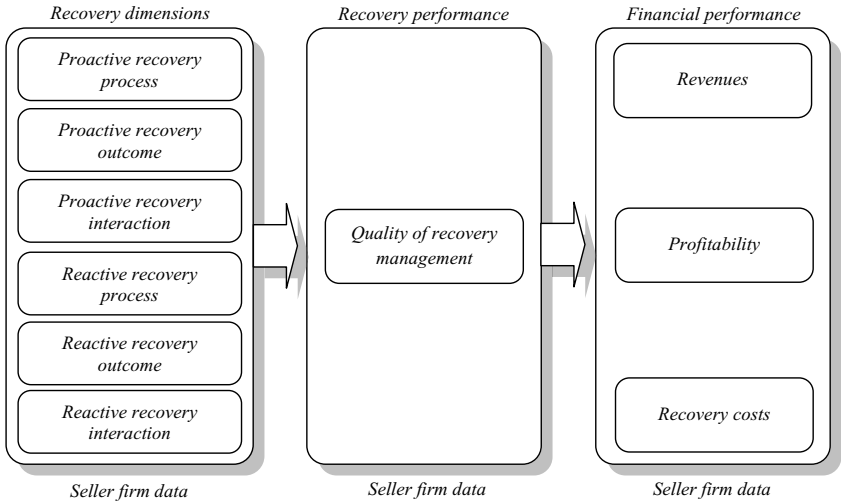 Recovery dimensions
Proactive recovery
process
Proactive recovery
outcome
Proactive recovery
interaction
Reactive recovery
process
Reactive recovery
outcome
Reactive recovery
interaction
Seller firm data
Recovery performance
Quality of recovery
management
Seller firm data
Financial performance
Revenues
Profitability
Recovery costs
Seller firm data